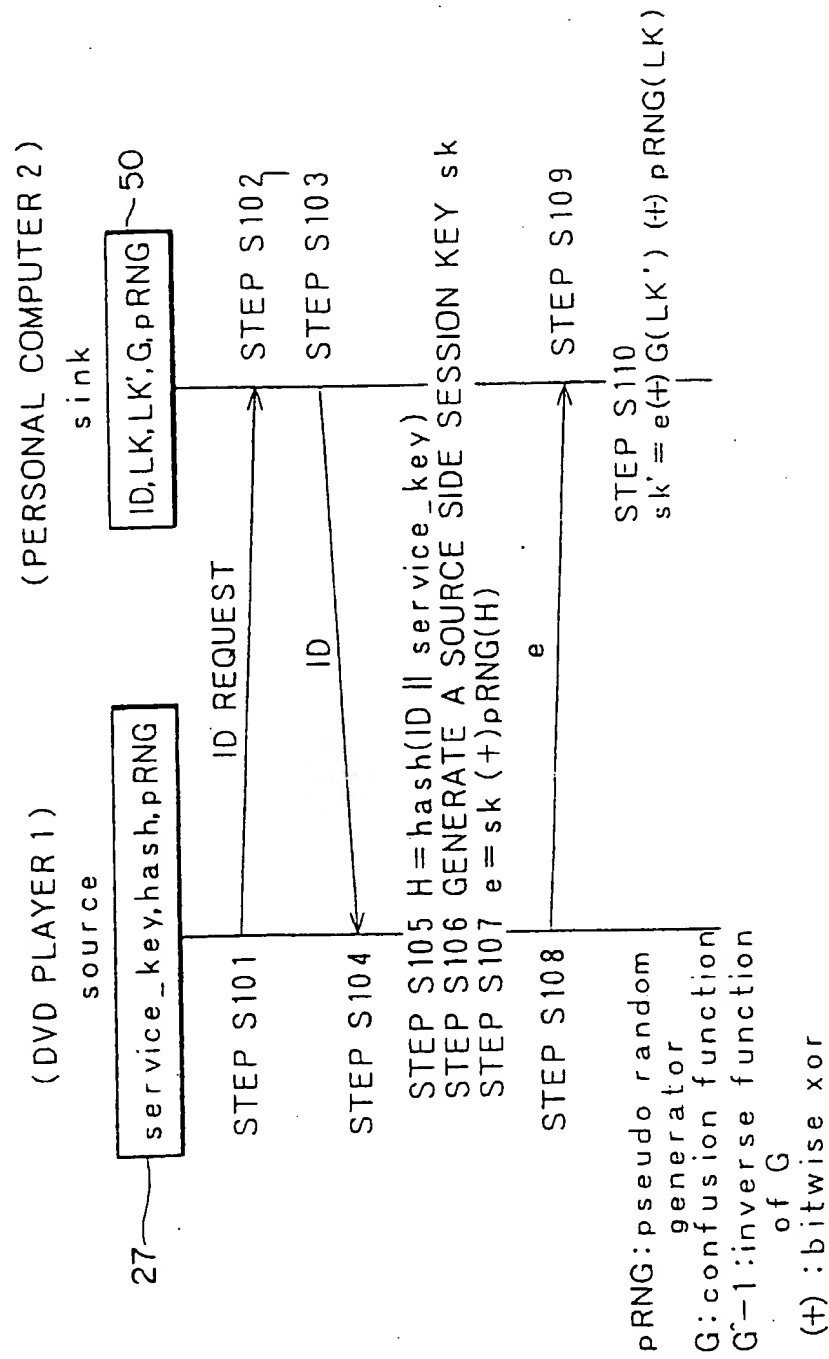 (DVD PLAYER 1)
source
service_key,hash,pRNG
27
(PERSONAL COMPUTER 2)
sink
ID,LK,LK',G,pRNG
50
STEP S101
ID REQUEST
STEP S102
STEP S103
ID
STEP S104
STEP S105 H=hash(ID || service_key)
STEP S106 GENERATE A SOURCE SIDE SESSION KEY sk
STEP S107 e=sk (+)pRNG(H)
STEP S108
e
STEP S109
STEP S110
sk'=e(+)G(LK') (+) pRNG(LK)
pRNG:pseudo random
generator
G:confusion function
G^-1:inverse function
of G
(+) :bitwise xor